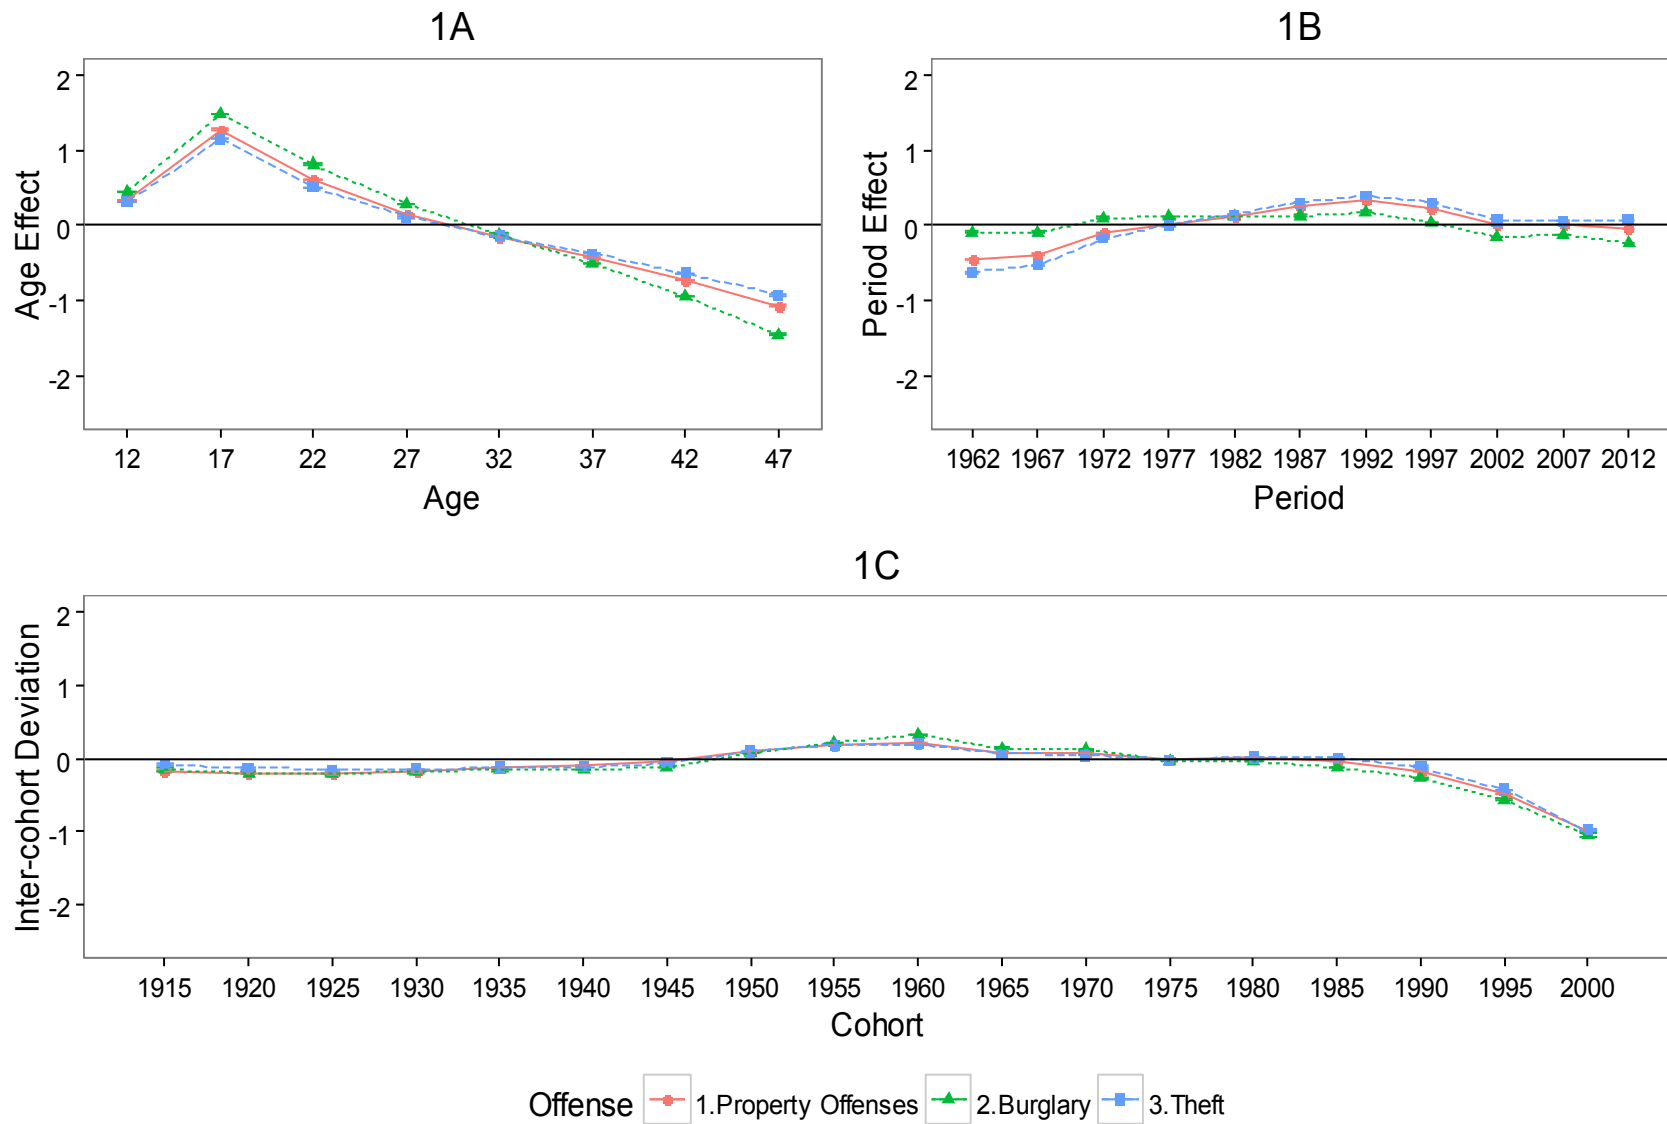 1A
1B
2
1
0
-1
-2
Age Effect
12 17 22 27 32 37 42 47
Age
2
1
0
-1
-2
Period Effect
1962 1967 1972 1977 1982 1987 1992 1997 2002 2007 2012
Period
1C
2
1
0
-1
-2
Inter-cohort Deviation
1915 1920 1925 1930 1935 1940 1945 1950 1955 1960 1965 1970 1975 1980 1985 1990 1995 2000
Cohort
Offense 1.Property Offenses 2.Burglary 3.Theft